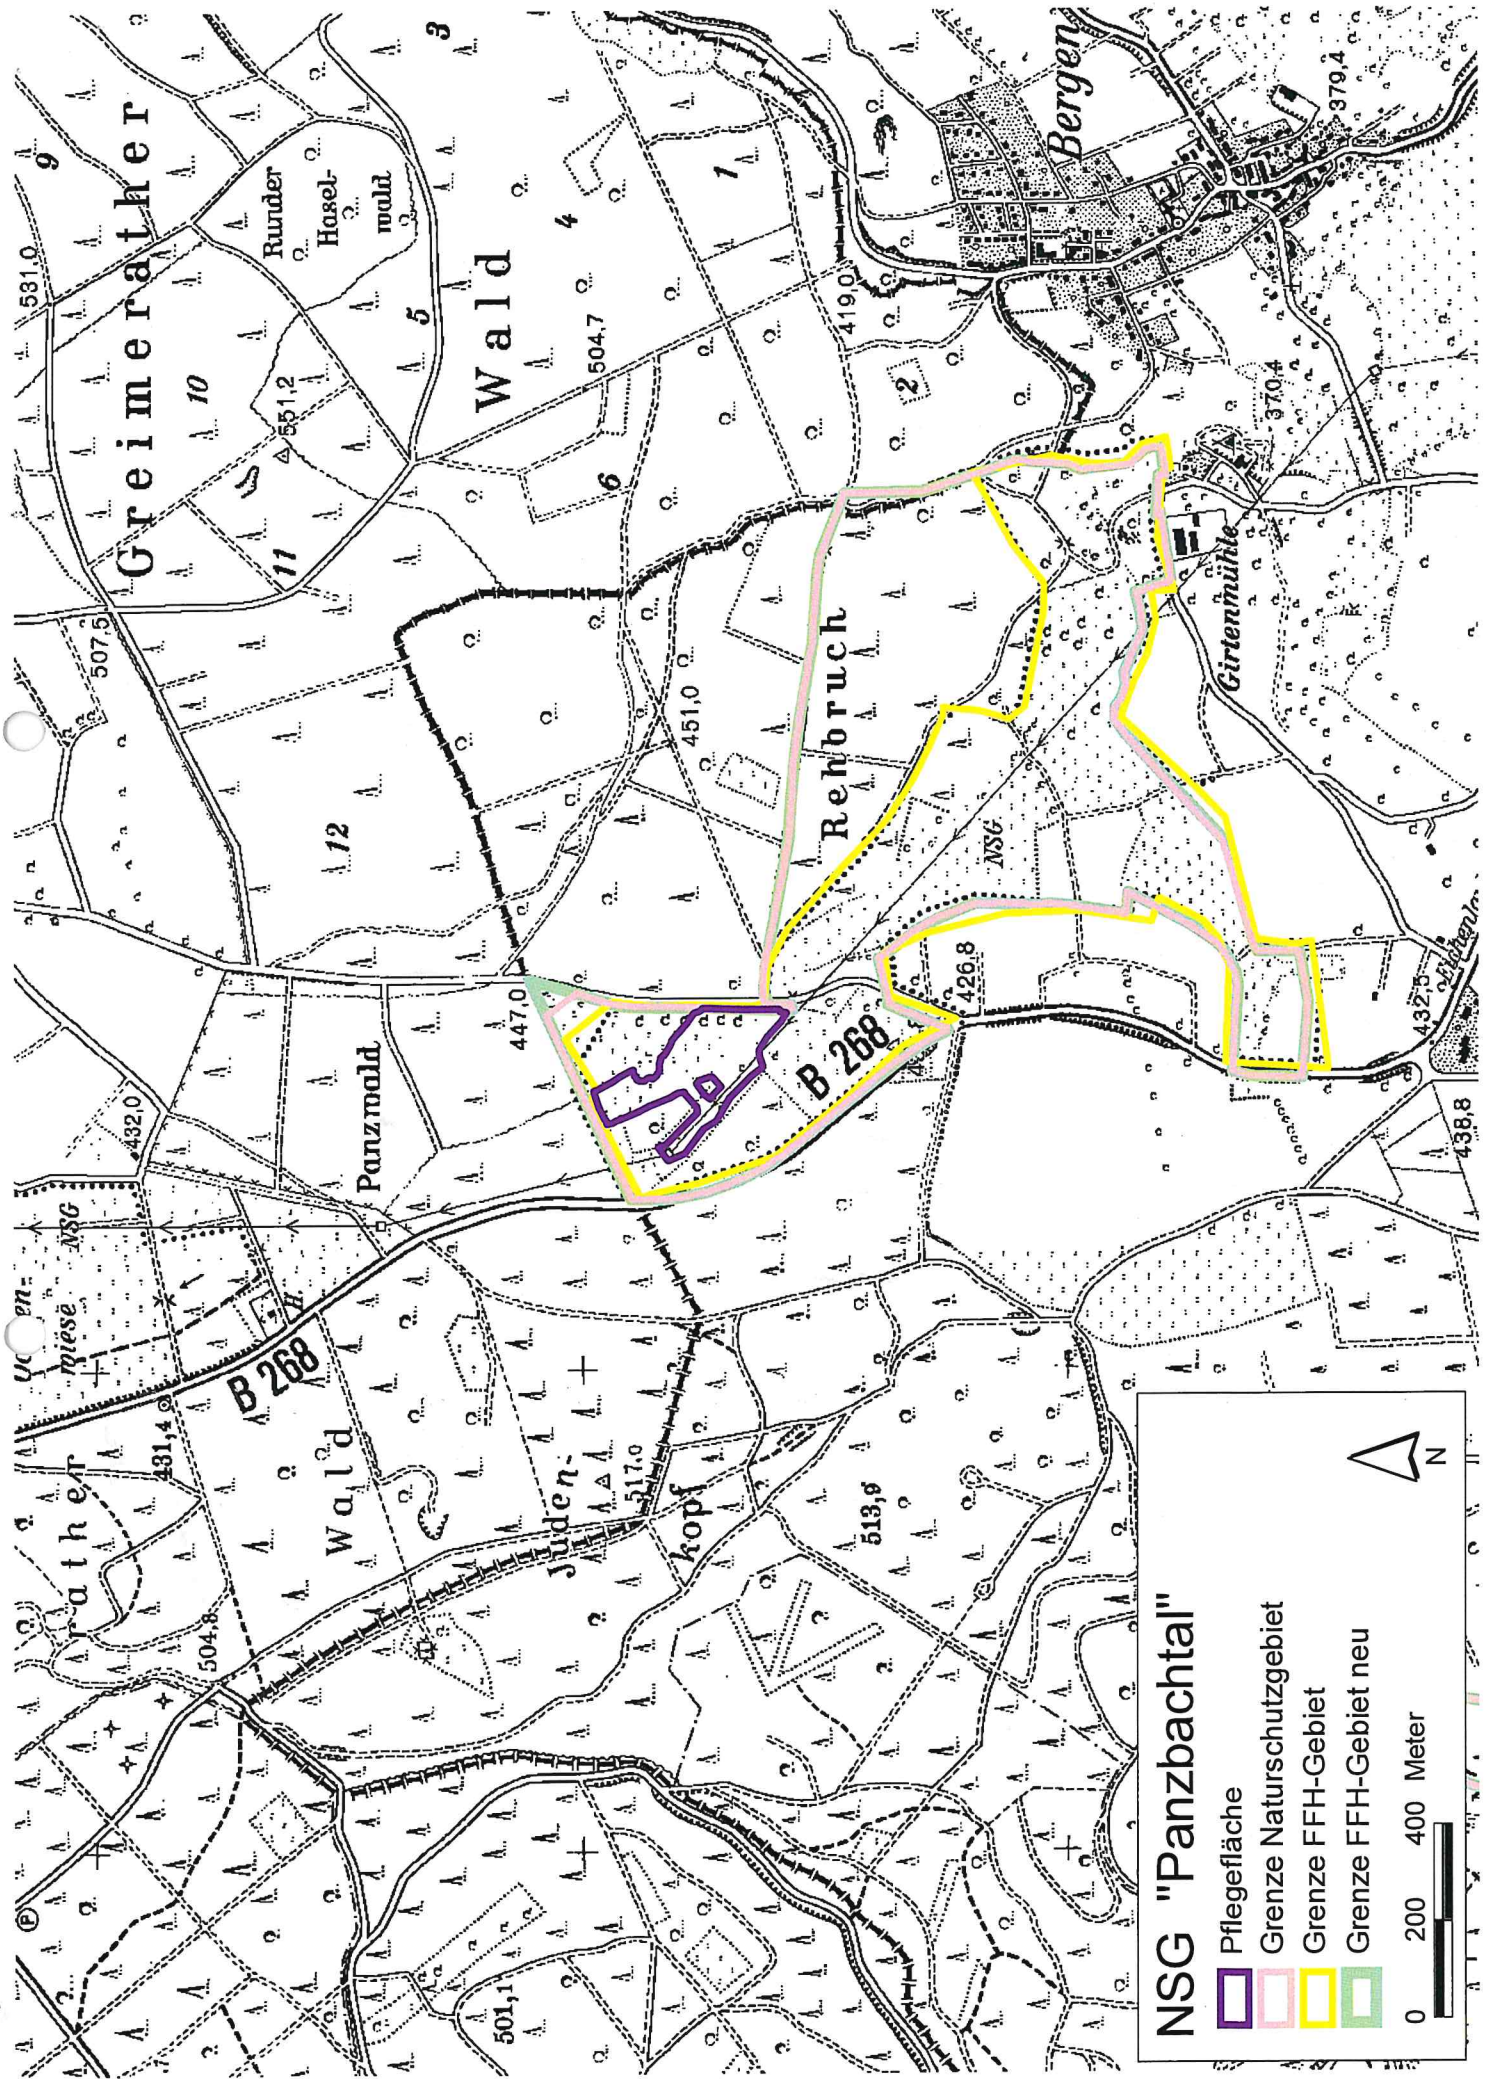 9
531,0
Greimerather
3
Runder
Hasel-
wald
10
551,2
5
4
Wald
504,7
1
11
6
507,5
419,0
2
Bergen
379,4
370,4
12
451,0
Rehbruch
Girtenmühle
NSG
447,0
Panzwald
432,0
B 268
426,8
432,5
438,8
NSG
wiese
H.
B 268
431,4
rather
Wald
Juden-
kopf
517,0
513,9
504,8
P
501,1
NSG "Panzbachtal"
Pflegefläche
Grenze Naturschutzgebiet
Grenze FFH-Gebiet
Grenze FFH-Gebiet neu
0 200 400 Meter
N